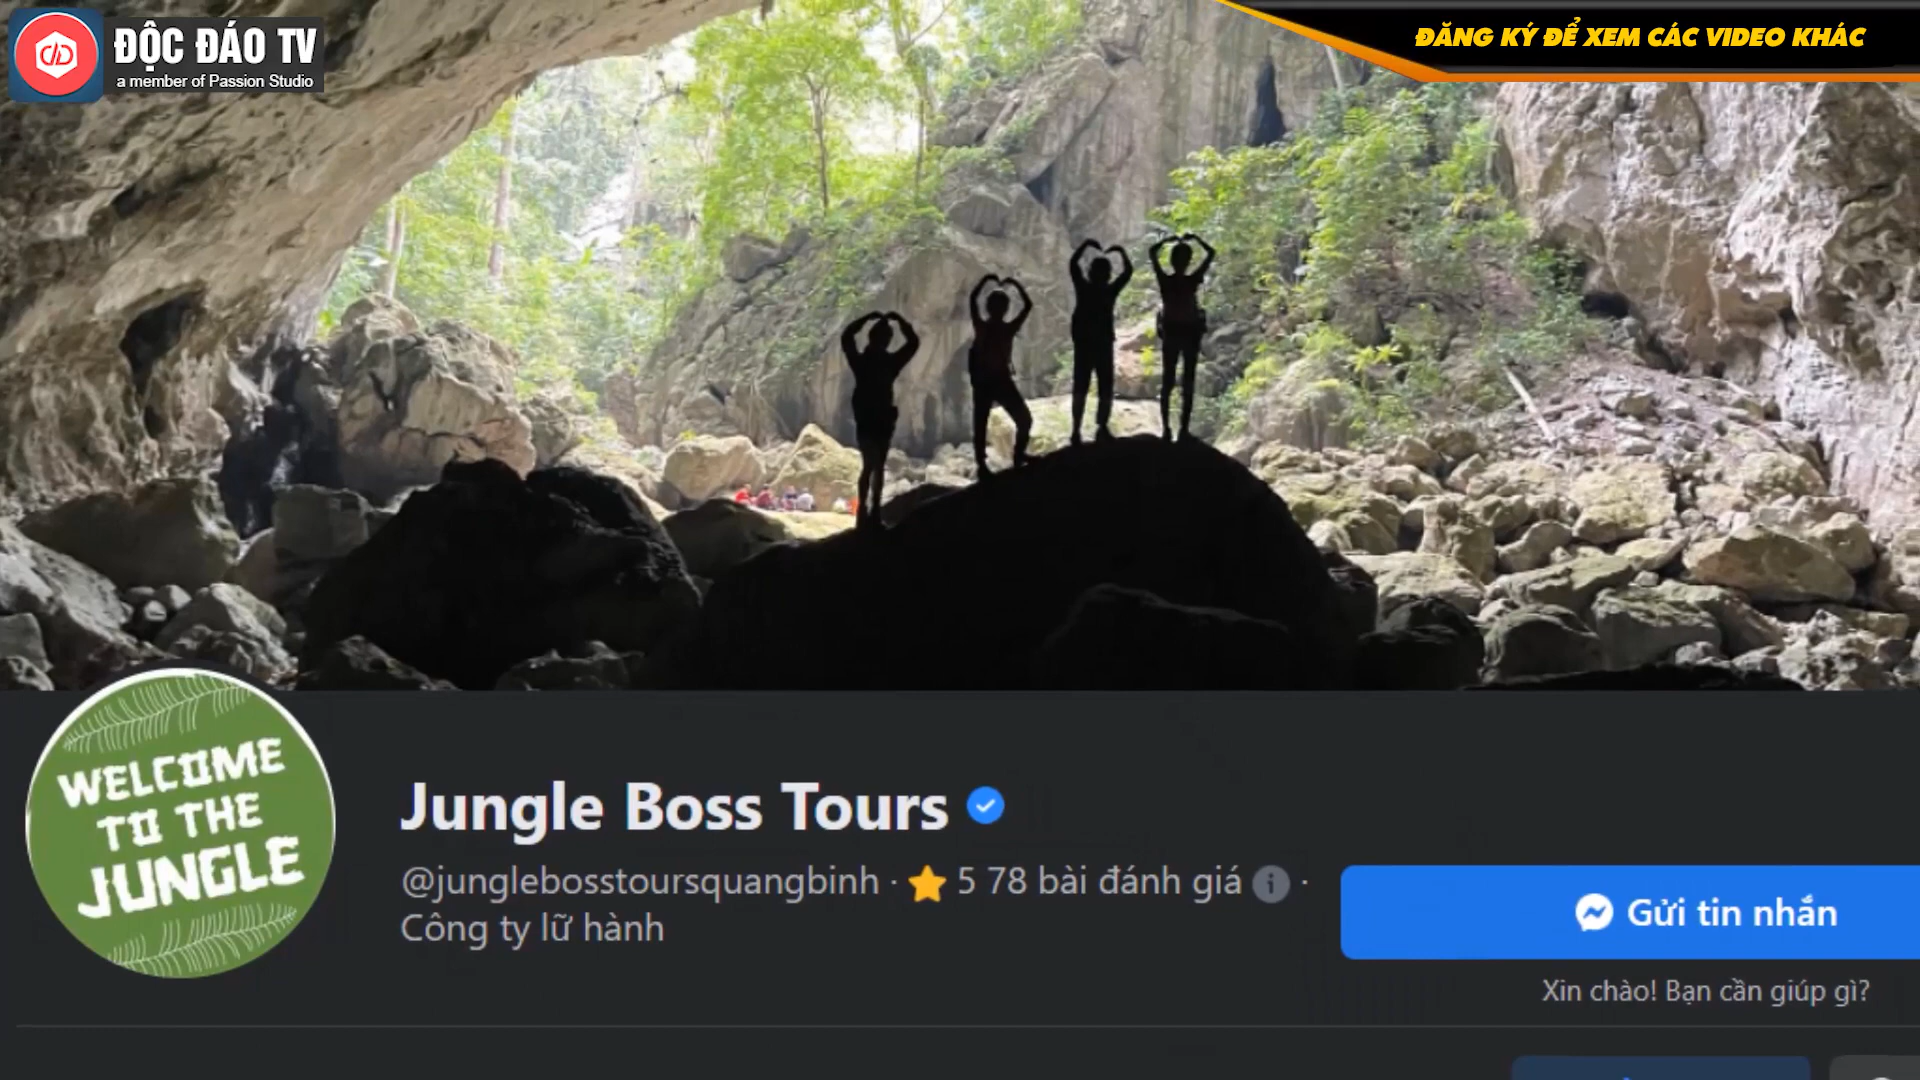 ĐỘC ĐÁO TV
a member of Passion Studio
ĐĂNG KÝ ĐỂ XEM CÁC VIDEO KHÁC
WELCOME
TO THE
JUNGLE
Jungle Boss Tours
@junglebosstoursquangbinh · 5 78 bài đánh giá ·
Công ty lữ hành
Gửi tin nhắn
Xin chào! Bạn cần giúp gì?